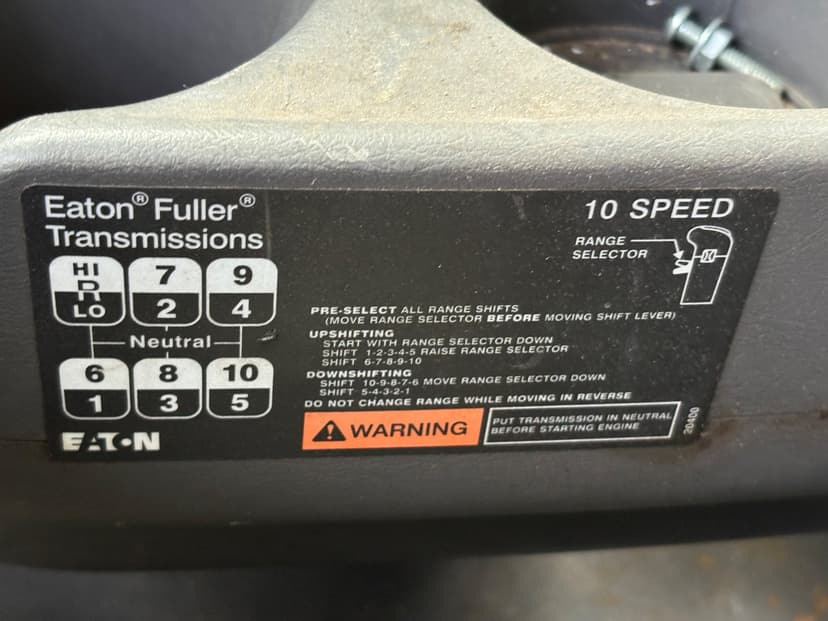 Eaton® Fuller®
Transmissions
10 SPEED
RANGE
SELECTOR
HI
R
LO
7
2
9
4
Neutral
6
1
8
3
10
5
EATON
PRE-SELECT ALL RANGE SHIFTS
(MOVE RANGE SELECTOR BEFORE MOVING SHIFT LEVER)
UPSHIFTING
START WITH RANGE SELECTOR DOWN
SHIFT 1-2-3-4-5 RAISE RANGE SELECTOR
SHIFT 6-7-8-9-10
DOWNSHIFTING
SHIFT 10-9-8-7-6 MOVE RANGE SELECTOR DOWN
SHIFT 5-4-3-2-1
DO NOT CHANGE RANGE WHILE MOVING IN REVERSE
WARNING
PUT TRANSMISSION IN NEUTRAL
BEFORE STARTING ENGINE
20400